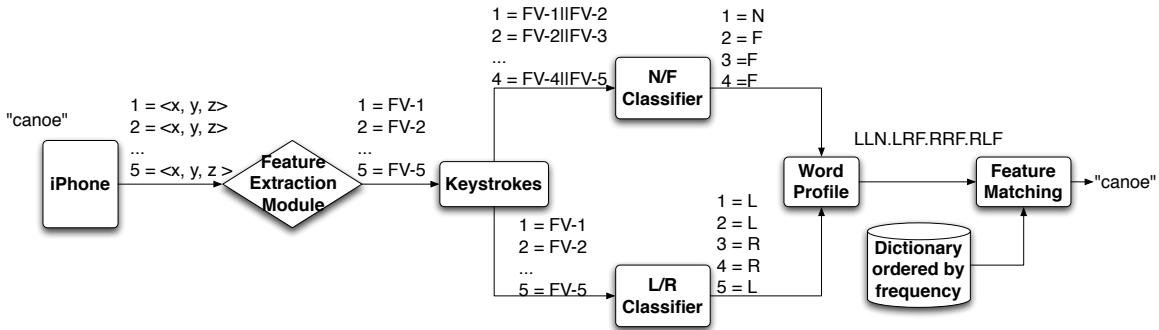 "canoe"
iPhone
1 = <x, y, z>
2 = <x, y, z>
...
5 = <x, y, z >
Feature
Extraction
Module
1 = FV-1
2 = FV-2
...
5 = FV-5
Keystrokes
1 = FV-1||FV-2
2 = FV-2||FV-3
...
4 = FV-4||FV-5
N/F
Classifier
1 = N
2 = F
3 =F
4 =F
1 = FV-1
2 = FV-2
...
5 = FV-5
L/R
Classifier
1 = L
2 = L
3 = R
4 = R
5 = L
Word
Profile
LLN.LRF.RRF.RLF
Dictionary
ordered by
frequency
Feature
Matching
"canoe"